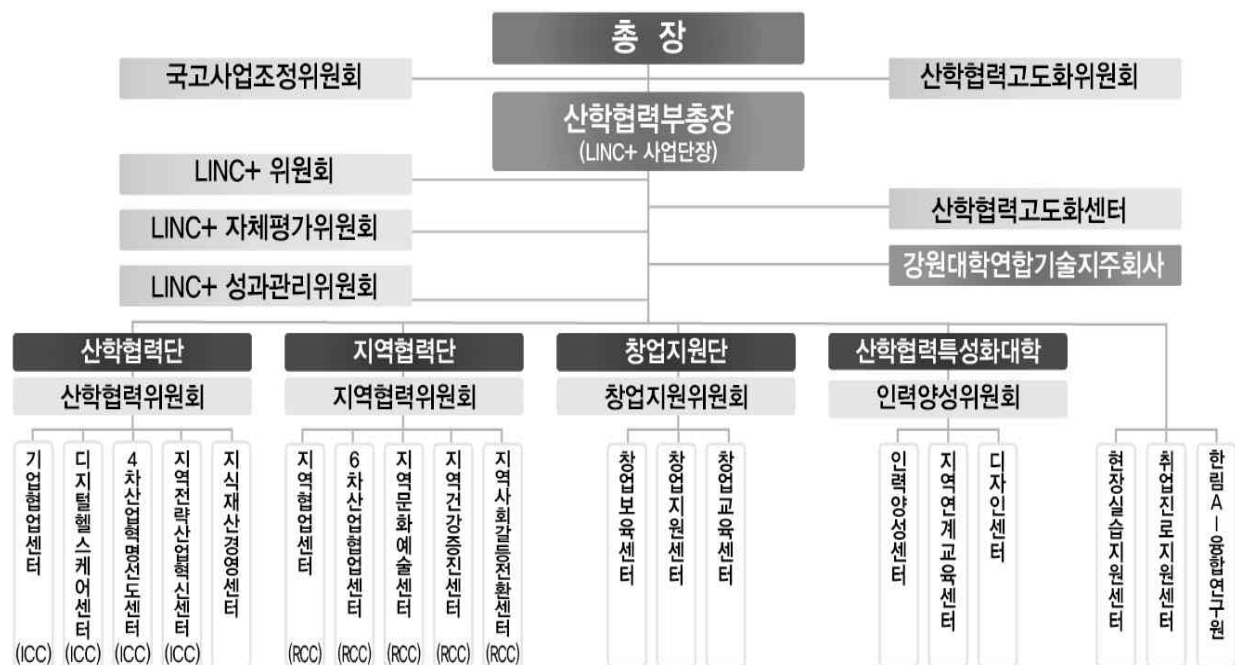 총 장
국고사업조정위원회
산학협력고도화위원회
산학협력부총장
(LINC+ 사업단장)
LINC+ 위원회
산학협력고도화센터
LINC+ 자체평가위원회
강원대학연합기술지주회사
LINC+ 성과관리위원회
산학협력단
지역협력단
창업지원단
산학협력특성화대학
산학협력위원회
지역협력위원회
창업지원위원회
인력양성위원회
기업협업센터 (ICC)
디지털헬스케어센터 (ICC)
4차산업혁명선도센터 (ICC)
지역전략산업혁신센터 (ICC)
지식재산경영센터
지역협업센터 (RCC)
6차산업협업센터 (RCC)
지역문화예술센터 (RCC)
지역건강증진센터 (RCC)
지역사회갈등전환센터 (RCC)
창업보육센터
창업지원센터
창업교육센터
인력양성센터
지역연계교육센터
디자인센터
현장실습지원센터
취업진로지원센터
한림AI융합연구원